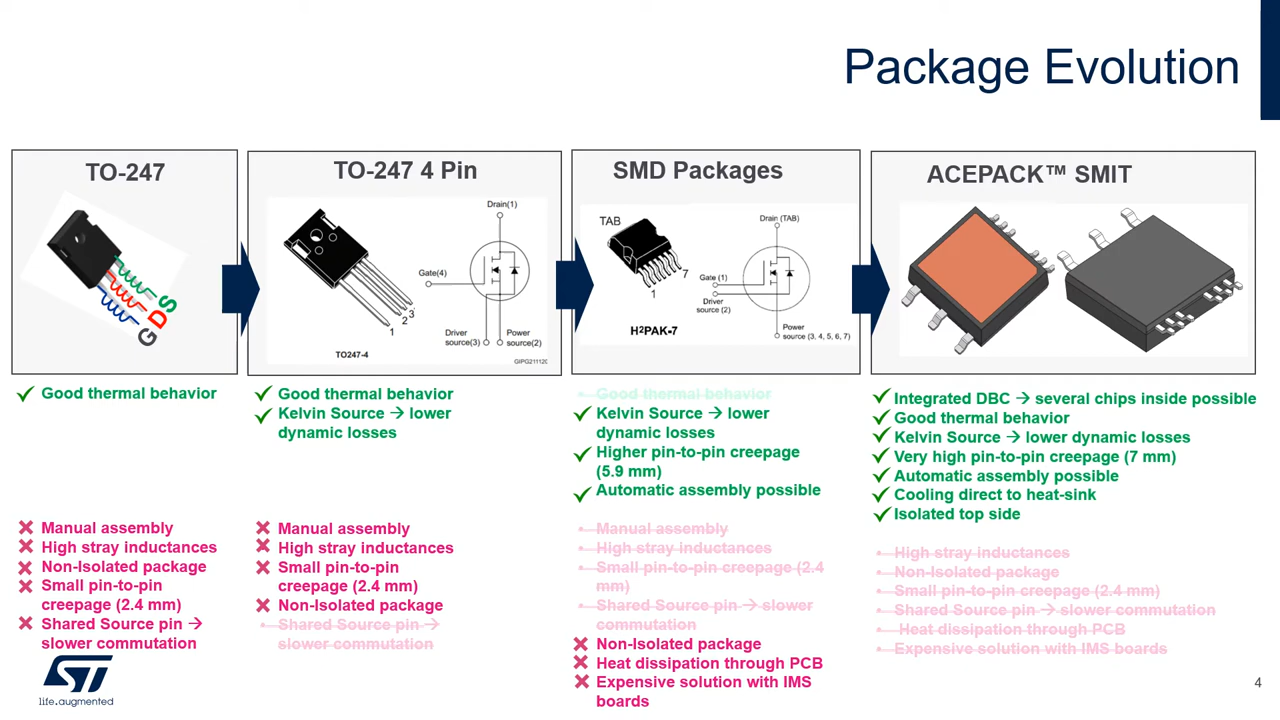 Package Evolution
TO-247
S
D
G
Good thermal behavior
Manual assembly
High stray inductances
Non-Isolated package
Small pin-to-pin
creepage (2.4 mm)
Shared Source pin →
slower commutation
TO-247 4 Pin
Drain(1)
Gate(4)
Driver
source(3)
Power
source(2)
1
2
3
TO247-4
Good thermal behavior
Kelvin Source → lower
dynamic losses
Manual assembly
High stray inductances
Small pin-to-pin
creepage (2.4 mm)
Non-Isolated package
Shared Source pin →
slower commutation
SMD Packages
TAB
7
1
H²PAK-7
Drain (TAB)
Gate (1)
Driver
source (2)
Power
source (3, 4, 5, 6, 7)
Good thermal behavior
Kelvin Source → lower
dynamic losses
Higher pin-to-pin creepage
(5.9 mm)
Automatic assembly possible
Manual assembly
High stray inductances
Small pin-to-pin creepage (2.4
mm)
Shared Source pin → slower
commutation
Non-Isolated package
Heat dissipation through PCB
Expensive solution with IMS
boards
ACEPACK™ SMIT
Integrated DBC → several chips inside possible
Good thermal behavior
Kelvin Source → lower dynamic losses
Very high pin-to-pin creepage (7 mm)
Automatic assembly possible
Cooling direct to heat-sink
Isolated top side
High stray inductances
Non-Isolated package
Small pin-to-pin creepage (2.4 mm)
Shared Source pin → slower commutation
Heat dissipation through PCB
Expensive solution with IMS boards
ST
life.augmented
4